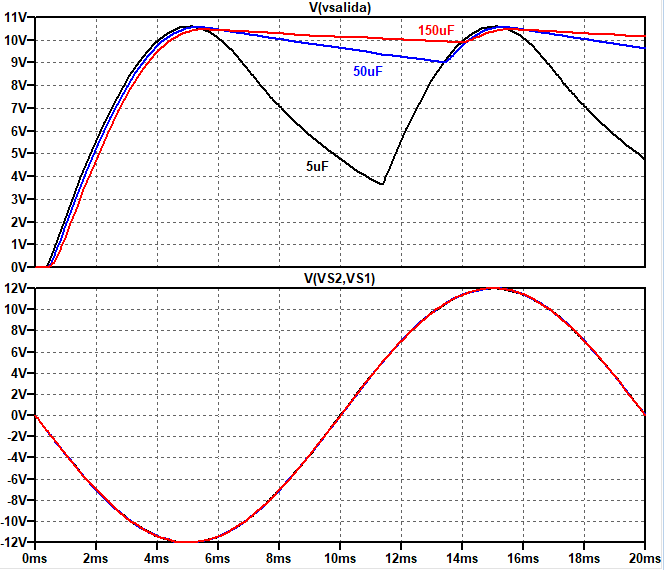 V(vsalida)
11V
10V
9V
8V
7V
6V
5V
4V
3V
2V
1V
0V
150uF
50uF
5uF
V(VS2,VS1)
12V
10V
8V
6V
4V
2V
0V
-2V
-4V
-6V
-8V
-10V
-12V
0ms 2ms 4ms 6ms 8ms 10ms 12ms 14ms 16ms 18ms 20ms